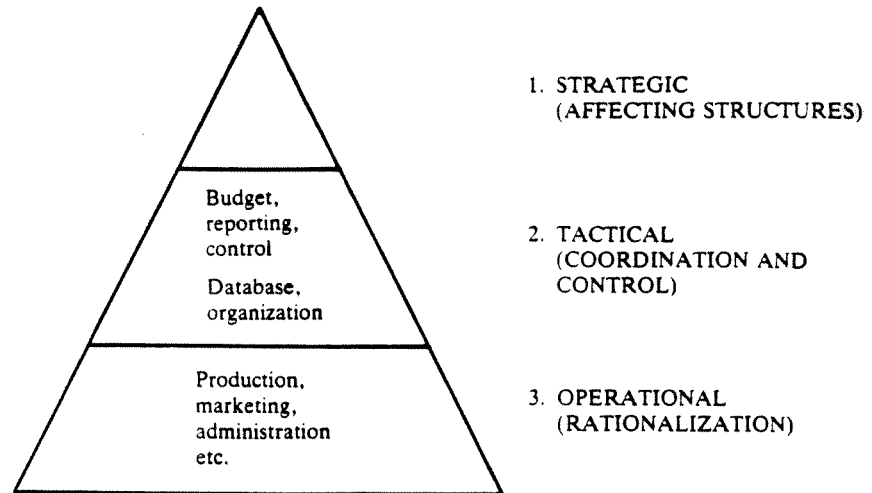 1. STRATEGIC
(AFFECTING STRUCTURES)
Budget,
reporting,
control
Database,
organization
2. TACTICAL
(COORDINATION AND
CONTROL)
Production,
marketing,
administration
etc.
3. OPERATIONAL
(RATIONALIZATION)